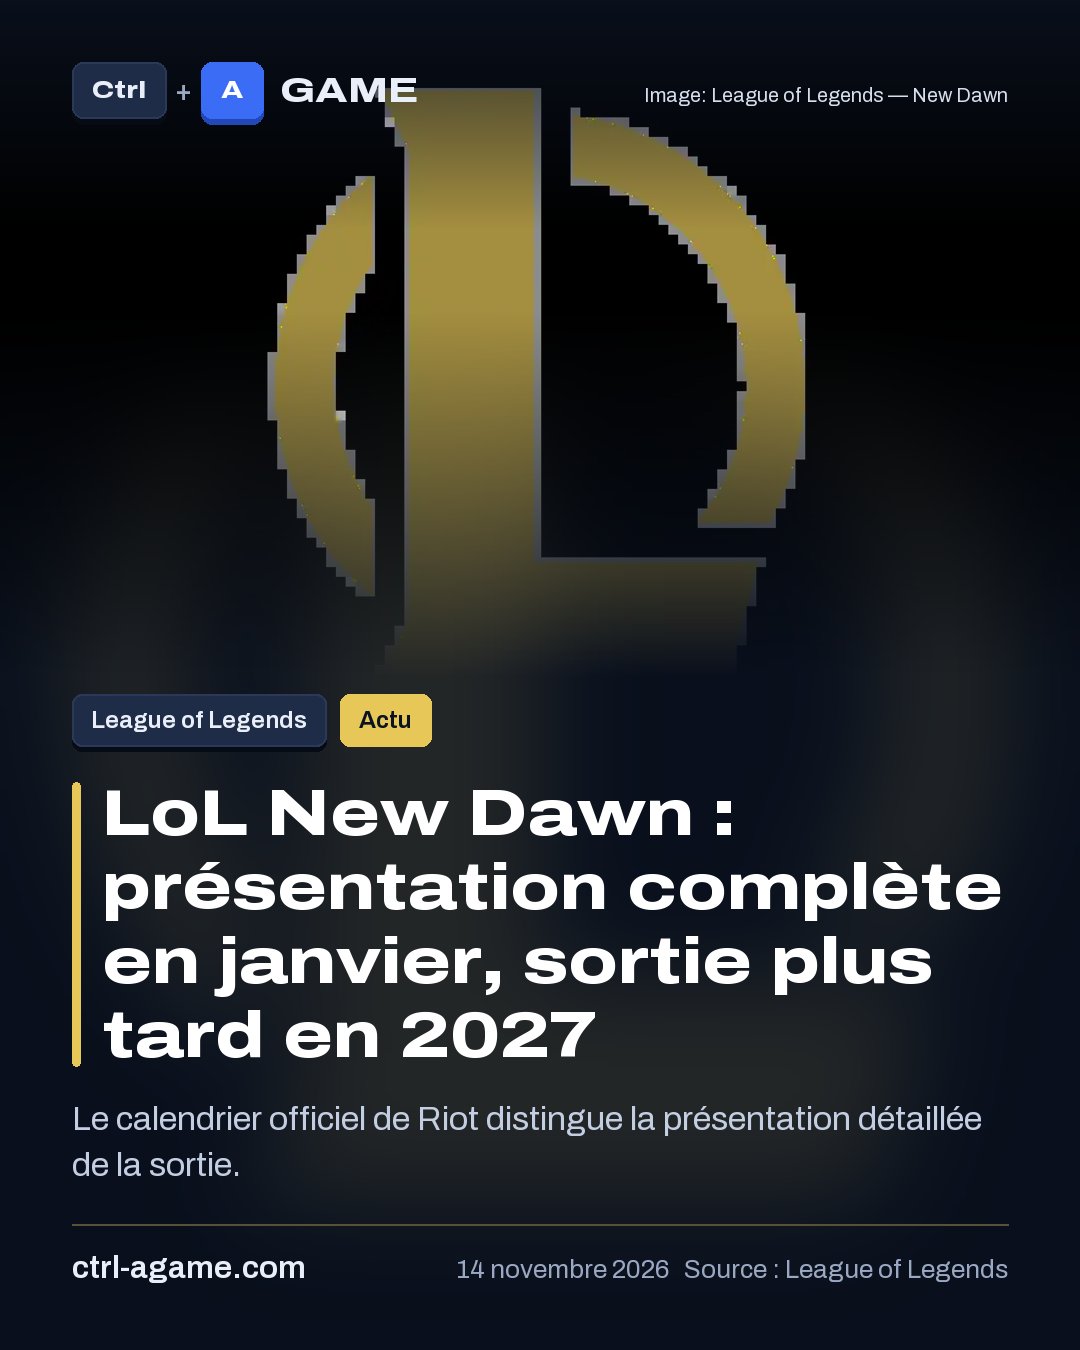 Ctrl + A GAME
Image: League of Legends — New Dawn
League of Legends
Actu
LoL New Dawn :
présentation complète
en janvier, sortie plus
tard en 2027
Le calendrier officiel de Riot distingue la présentation détaillée
de la sortie.
ctrl-agame.com
14 novembre 2026 Source : League of Legends